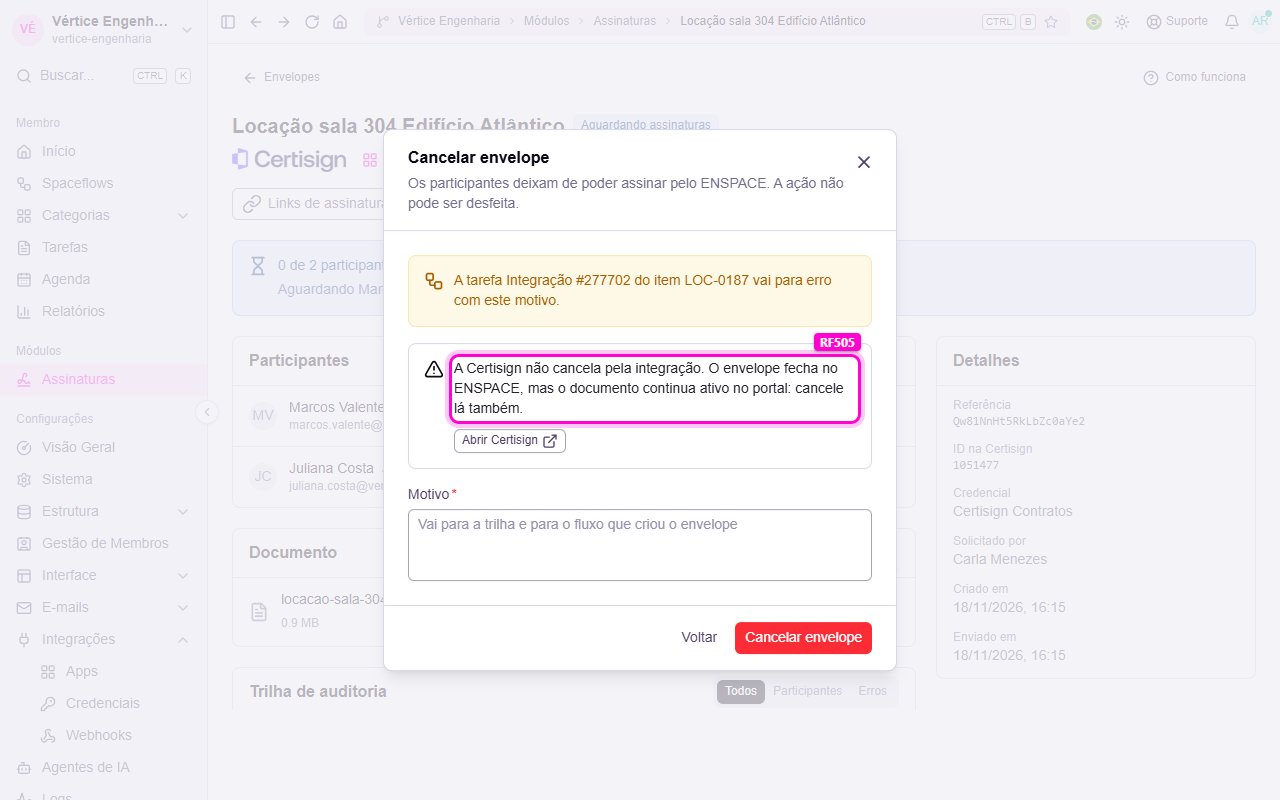 VÉ
Vértice Engenh...
vertice-engenharia
Vértice Engenharia
Módulos
Assinaturas
Locação sala 304 Edifício Atlântico
CTRL
B
Suporte
AR
Buscar...
CTRL
K
Envelopes
Como funciona
Membro
Início
Spaceflows
Categorias
Tarefas
Agenda
Relatórios
Módulos
Assinaturas
Configurações
Visão Geral
Sistema
Estrutura
Gestão de Membros
Interface
E-mails
Integrações
Apps
Credenciais
Webhooks
Agentes de IA
Logs
Locação sala 304 Edifício Atlântico
Aguardando assinaturas
Certisign
Links de assinatura
0 de 2 participant
Aguardando Mar
Participantes
MV
Marcos Valente
marcos.valente@
JC
Juliana Costa
juliana.costa@ver
Documento
locacao-sala-304
0.9 MB
Trilha de auditoria
Todos
Participantes
Erros
Cancelar envelope
Os participantes deixam de poder assinar pelo ENSPACE. A ação não
pode ser desfeita.
A tarefa Integração #277702 do item LOC-0187 vai para erro
com este motivo.
RF505
A Certisign não cancela pela integração. O envelope fecha no
ENSPACE, mas o documento continua ativo no portal: cancele
lá também.
Abrir Certisign
Motivo*
Vai para a trilha e para o fluxo que criou o envelope
Voltar
Cancelar envelope
Detalhes
Referência
Qw81NnHt5RkLbZc0aYe2
ID na Certisign
1051477
Credencial
Certisign Contratos
Solicitado por
Carla Menezes
Criado em
18/11/2026, 16:15
Enviado em
18/11/2026, 16:15